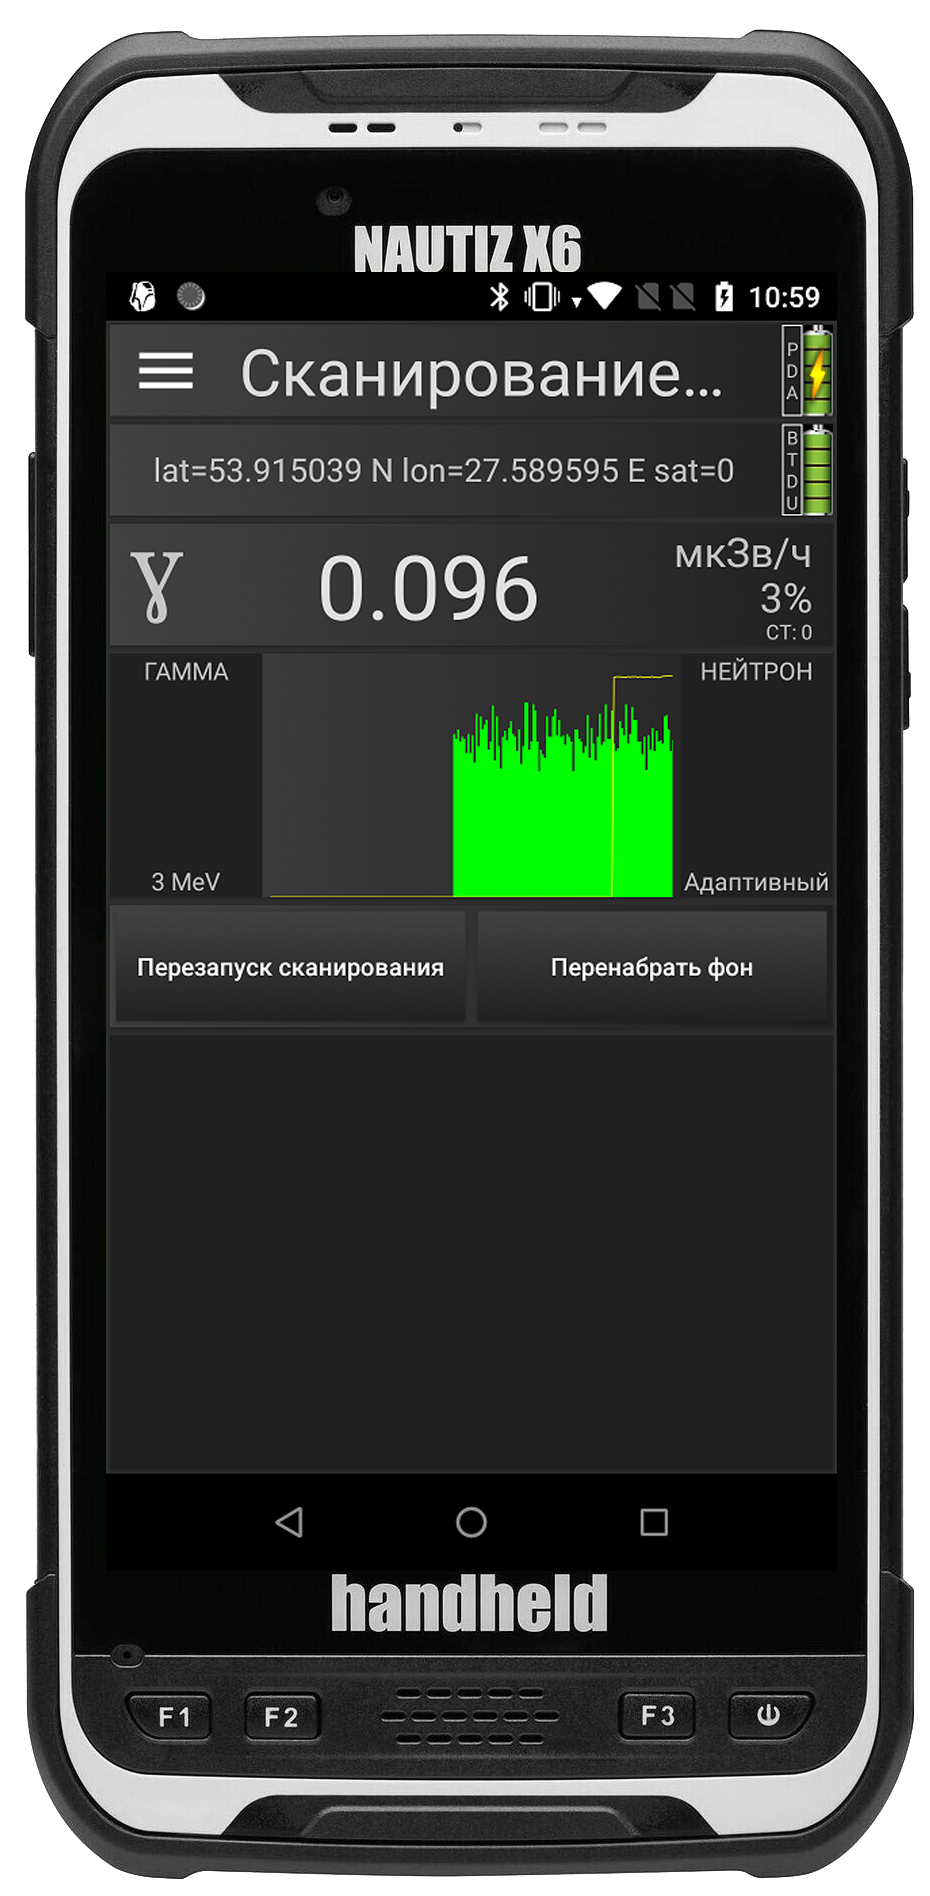 NAUTIZ X6
10:59
Сканирование...
PDA
lat=53.915039 N lon=27.589595 E sat=0
BTDU
γ
0.096
мкЗв/ч
3%
СТ: 0
ГАММА
НЕЙТРОН
3 MeV
Адаптивный
Перезапуск сканирования
Перенабрать фон
handheld
F1
F2
F3